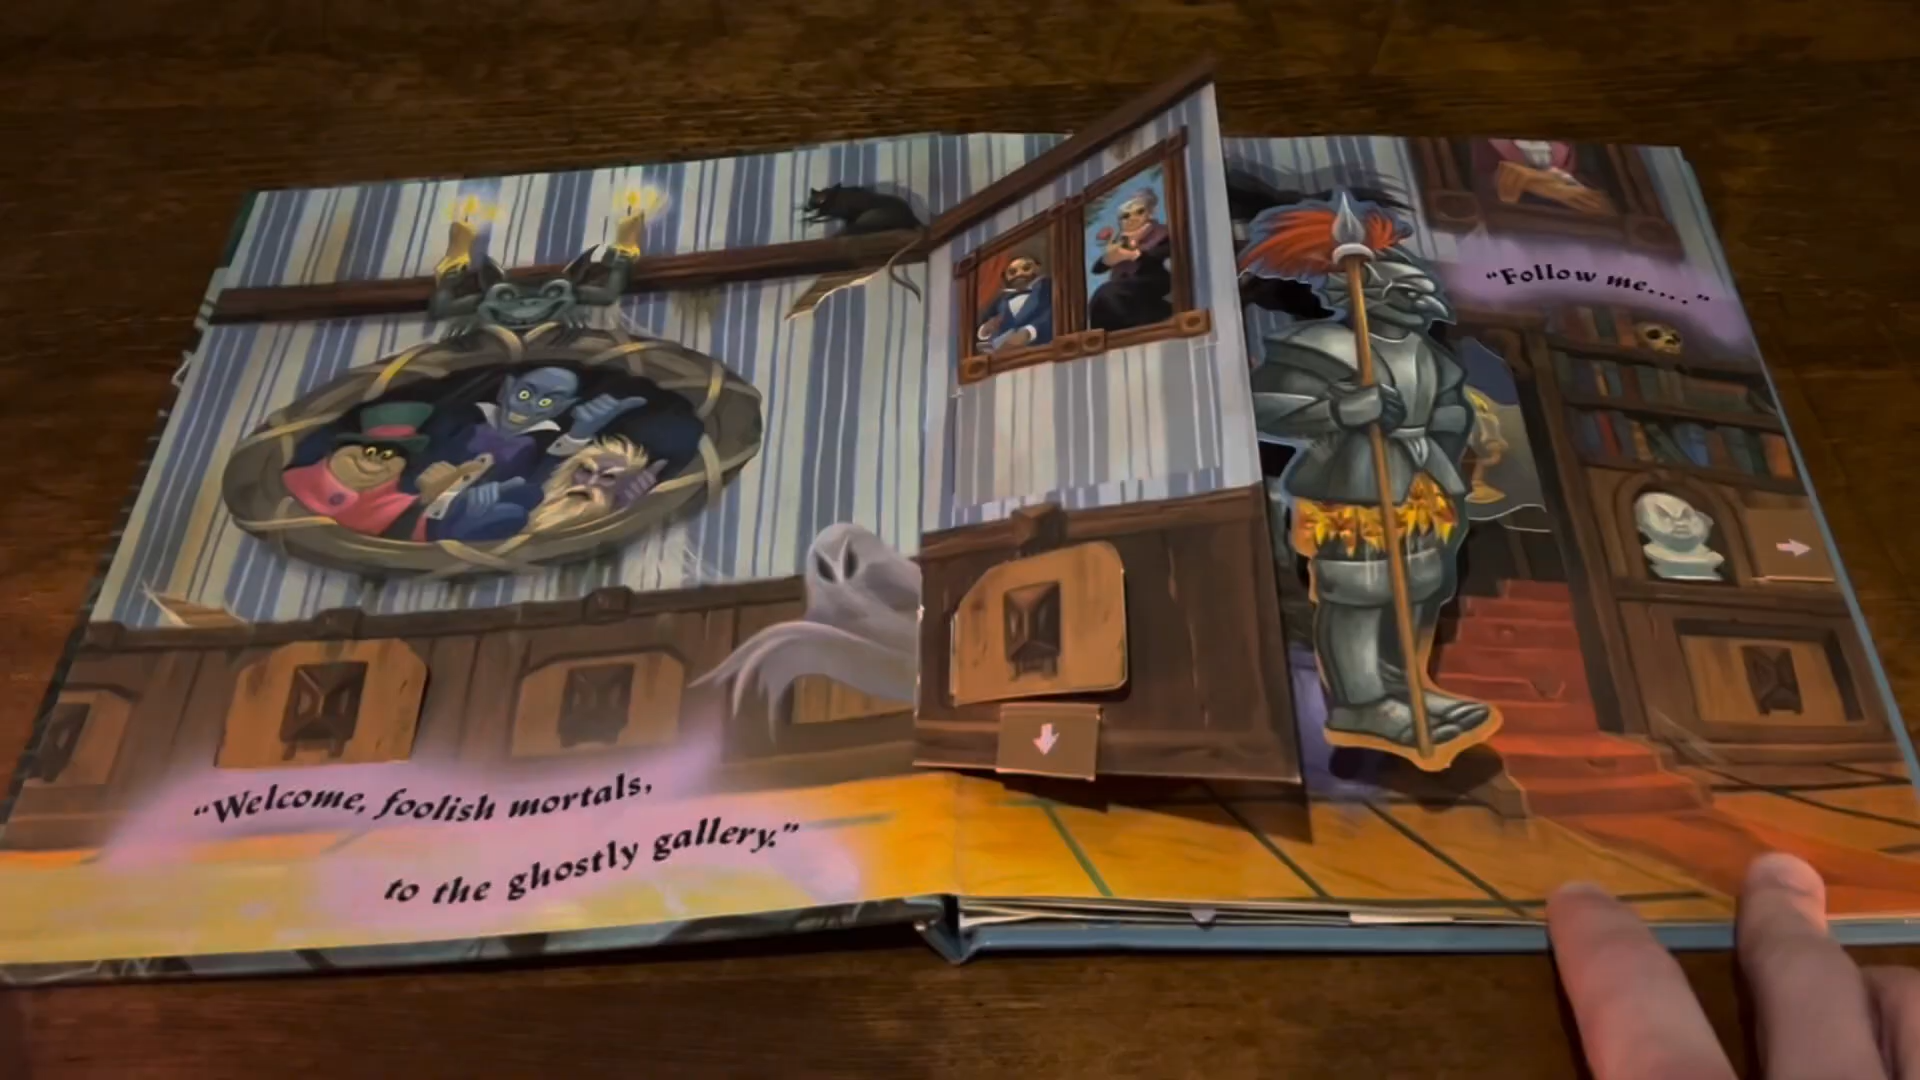 “Welcome, foolish mortals,
to the ghostly gallery.”
“Follow me....”